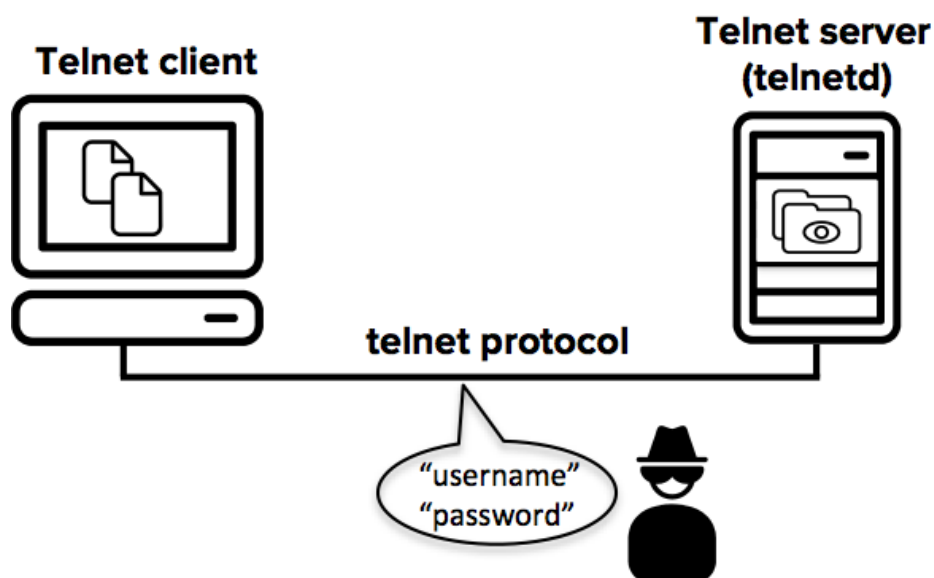 Telnet client
Telnet server
(telnetd)
telnet protocol
“username”
“password”